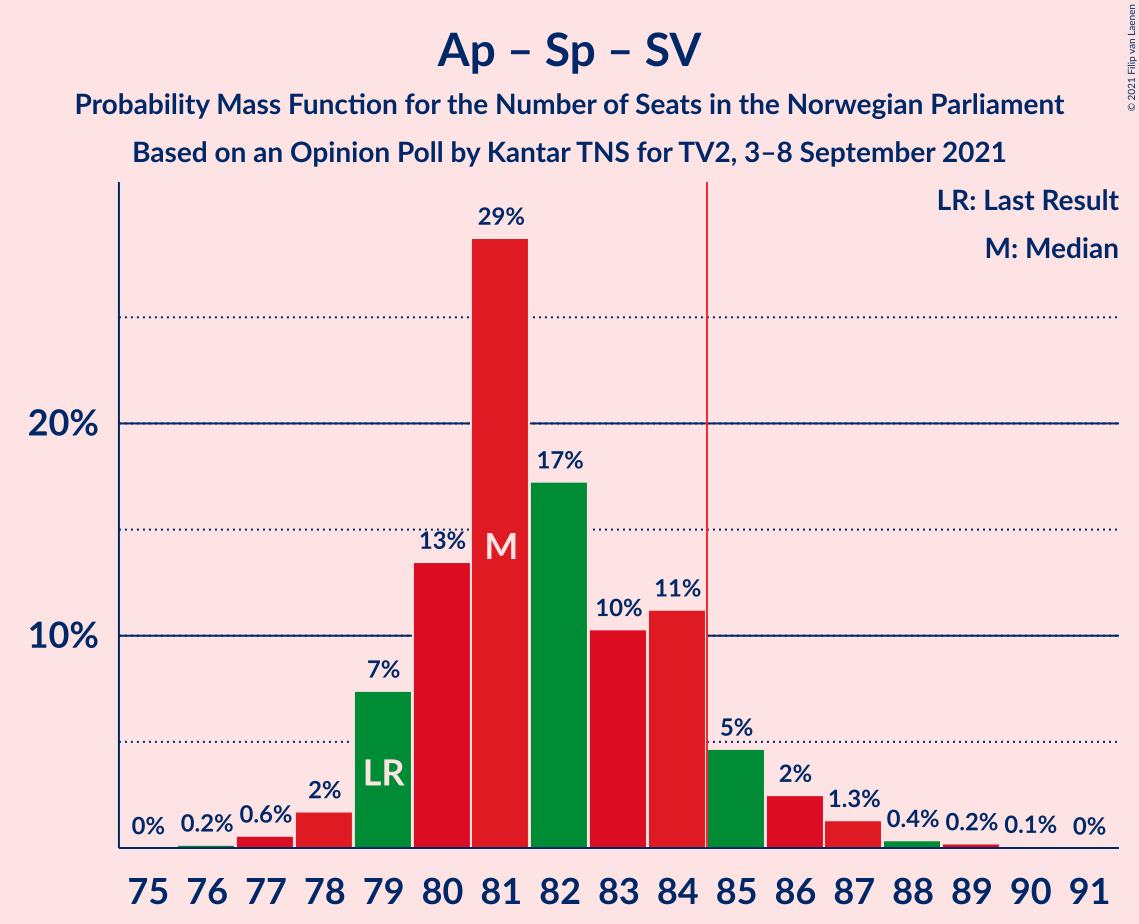 Ap – Sp – SV
Probability Mass Function for the Number of Seats in the Norwegian Parliament
Based on an Opinion Poll by Kantar TNS for TV2, 3–8 September 2021
© 2021 Filip van Laenen
LR: Last Result
M: Median
20%
10%
0%
0.2%
0.6%
2%
7%
13%
29%
17%
10%
11%
5%
2%
1.3%
0.4%
0.2%
0.1%
0%
LR
M
75 76 77 78 79 80 81 82 83 84 85 86 87 88 89 90 91